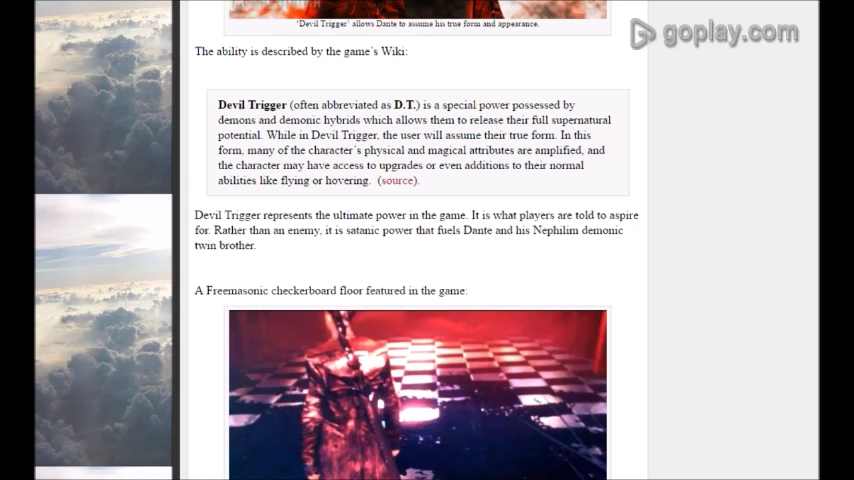 'Devil Trigger' allows Dante to assume his true form and appearance.
goplay.com
The ability is described by the game's Wiki:
Devil Trigger (often abbreviated as D.T.) is a special power possessed by
demons and demonic hybrids which allows them to release their full supernatural
potential. While in Devil Trigger, the user will assume their true form. In this
form, many of the character's physical and magical attributes are amplified, and
the character may have access to upgrades or even additions to their normal
abilities like flying or hovering. (source).
Devil Trigger represents the ultimate power in the game. It is what players are told to aspire
for. Rather than an enemy, it is satanic power that fuels Dante and his Nephilim demonic
twin brother.
A Freemasonic checkerboard floor featured in the game: